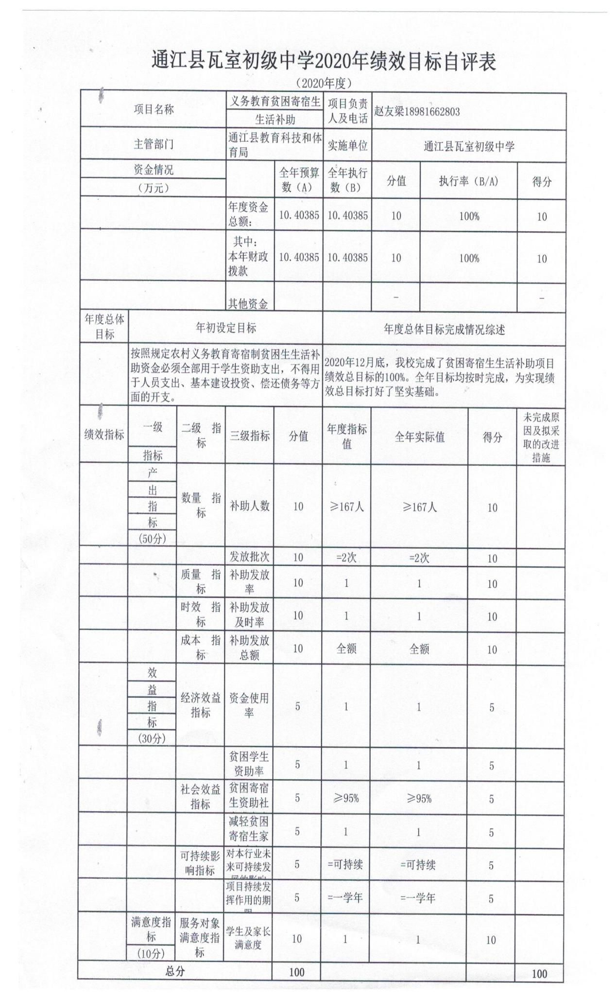 通江县瓦室初级中学2020年绩效目标自评表
（2020年度）
项目名称
义务教育贫困寄宿生
生活补助
项目负责
人及电话
赵友梁18981662803
主管部门
通江县教育科技和体
育局
实施单位
通江县瓦室初级中学
资金情况
（万元）
全年预算
数（A）
全年执行
数（B）
分值
执行率（B/A）
得分
年度资金
总额：
10.40385
10.40385
10
100%
10
其中：
本年财政
拨款
10.40385
10.40385
10
100%
10
其他资金
-
-
年度总体
目标
年初设定目标
年度总体目标完成情况综述
按照规定农村义务教育寄宿制贫困生生活补
助资金必须全部用于学生资助支出，不得用
于人员支出、基本建设投资、偿还债务等方
面的开支。
2020年12月底，我校完成了贫困寄宿生生活补助项目
绩效总目标的100%。全年目标均按时完成，为实现绩
效总目标打好了坚实基础。
绩效指标
一级
指标
二级 指
标
三级指标
分值
年度指标
值
全年实际值
得分
未完成原
因及拟采
取的改进
措施
产
出
指
标
(50分)
数量 指
标
补助人数
10
≥167人
≥167人
10
发放批次
10
=2次
=2次
10
质量 指
标
补助发放
率
10
1
1
10
时效 指
标
补助发放
及时率
10
1
1
10
成本 指
标
补助发放
总额
10
全额
全额
10
效
益
指
标
(30分)
经济效益
指标
资金使用
率
5
1
1
5
贫困学生
资助率
5
1
1
5
社会效益
指标
贫困寄宿
生资助社
5
≥95%
≥95%
5
减轻贫困
寄宿生家
5
1
1
5
可持续影
响指标
对本行业未
来可持续发
展的影响
5
=可持续
=可持续
5
项目持续发
挥作用的期
限
5
=一学年
=一学年
5
满意度指
标
(10分)
服务对象
满意度指
标
学生及家长
满意度
10
1
1
10
总分
100
100